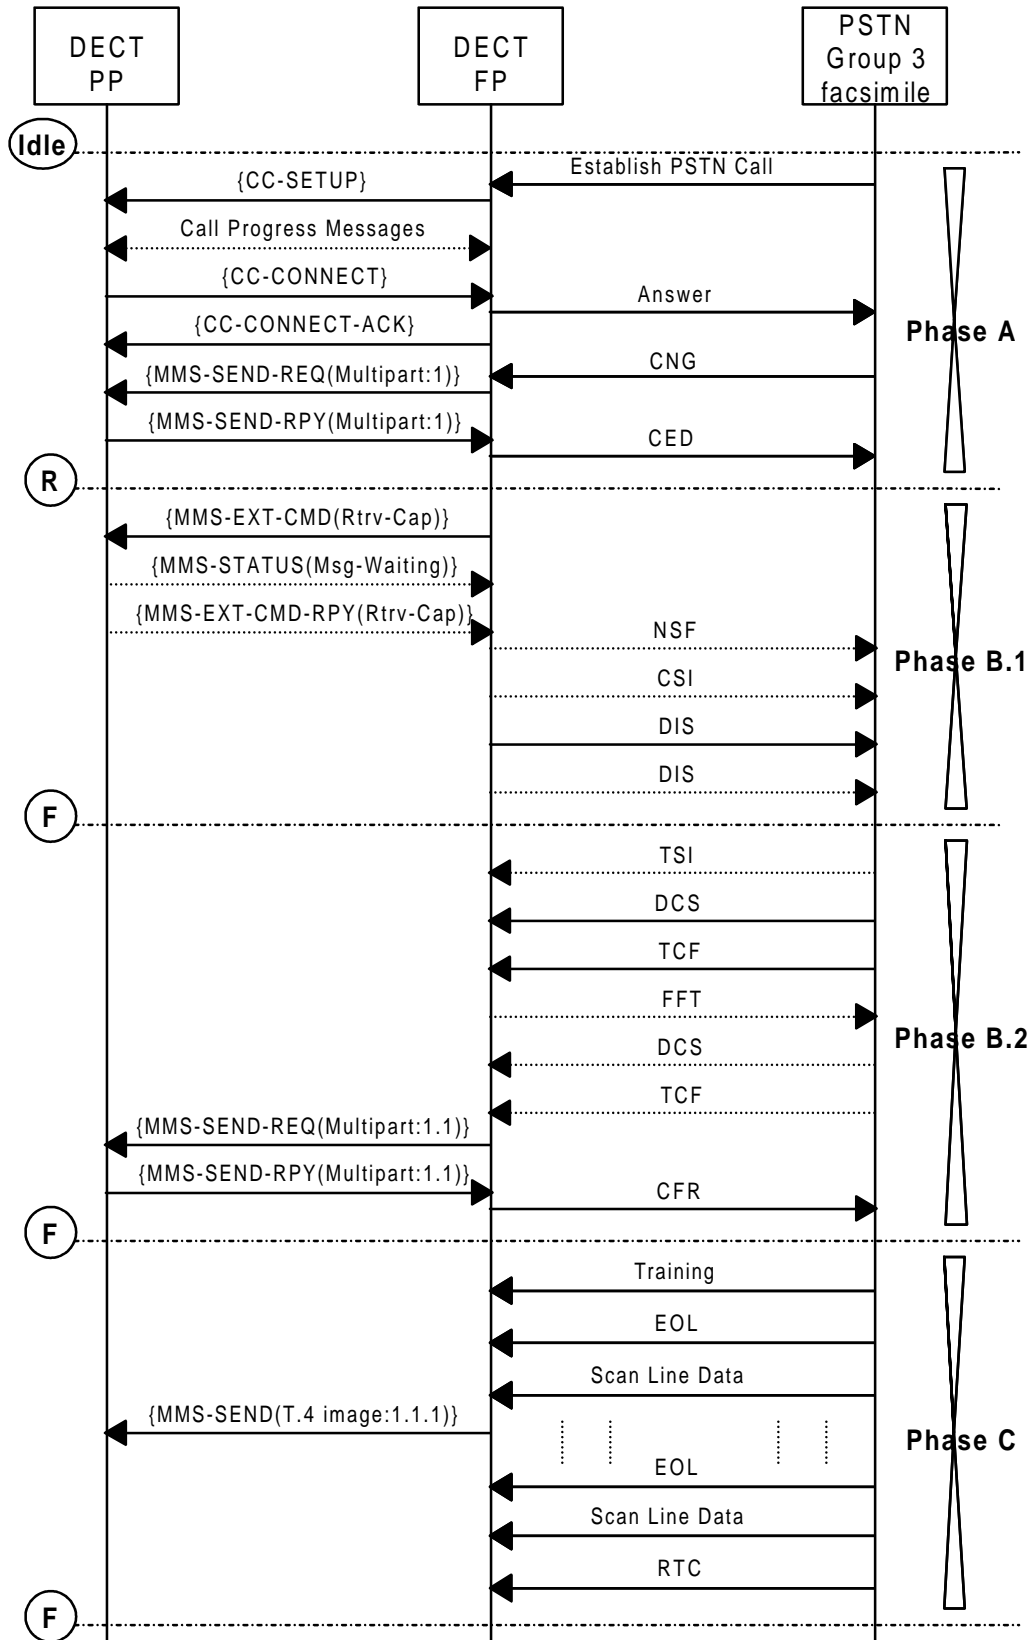 DECT
PP
DECT
FP
PSTN
Group 3
facsimile
Idle
Establish PSTN Call
{CC-SETUP}
Call Progress Messages
{CC-CONNECT}
Answer
{CC-CONNECT-ACK}
Phase A
CNG
{MMS-SEND-REQ(Multipart:1)}
{MMS-SEND-RPY(Multipart:1)}
CED
R
{MMS-EXT-CMD(Rtrv-Cap)}
{MMS-STATUS(Msg-Waiting)}
{MMS-EXT-CMD-RPY(Rtrv-Cap)}
NSF
Phase B.1
CSI
DIS
DIS
F
TSI
DCS
TCF
FFT
Phase B.2
DCS
TCF
{MMS-SEND-REQ(Multipart:1.1)}
{MMS-SEND-RPY(Multipart:1.1)}
CFR
F
Training
EOL
Scan Line Data
{MMS-SEND(T.4 image:1.1.1)}
Phase C
EOL
Scan Line Data
RTC
F